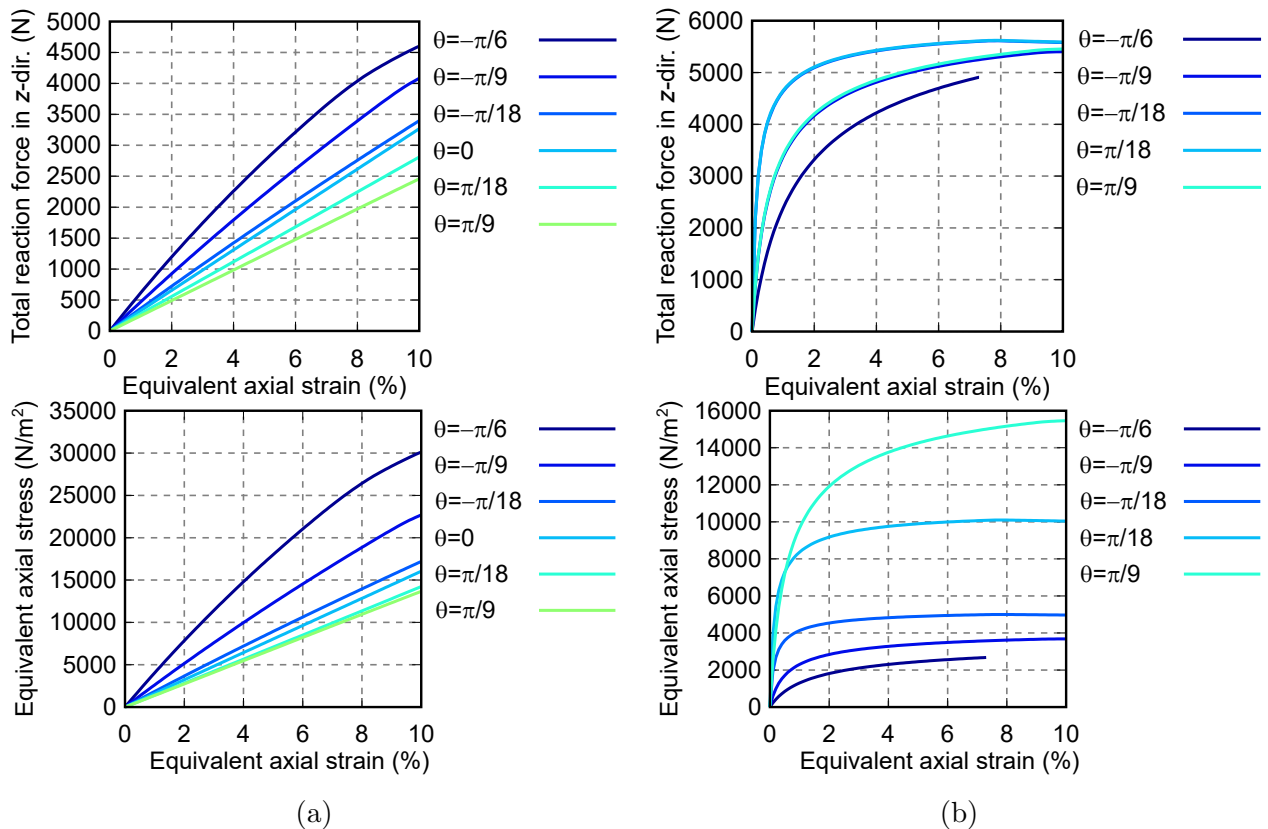 Total reaction force in z-dir. (N)
5000
4500
4000
3500
3000
2500
2000
1500
1000
500
0
0 2 4 6 8 10
Equivalent axial strain (%)
θ=−π/6
θ=−π/9
θ=−π/18
θ=0
θ=π/18
θ=π/9
Total reaction force in z-dir. (N)
6000
5000
4000
3000
2000
1000
0
0 2 4 6 8 10
Equivalent axial strain (%)
θ=−π/6
θ=−π/9
θ=−π/18
θ=π/18
θ=π/9
Equivalent axial stress (N/m²)
35000
30000
25000
20000
15000
10000
5000
0
0 2 4 6 8 10
Equivalent axial strain (%)
θ=−π/6
θ=−π/9
θ=−π/18
θ=0
θ=π/18
θ=π/9
Equivalent axial stress (N/m²)
16000
14000
12000
10000
8000
6000
4000
2000
0
0 2 4 6 8 10
Equivalent axial strain (%)
θ=−π/6
θ=−π/9
θ=−π/18
θ=π/18
θ=π/9
(a)
(b)